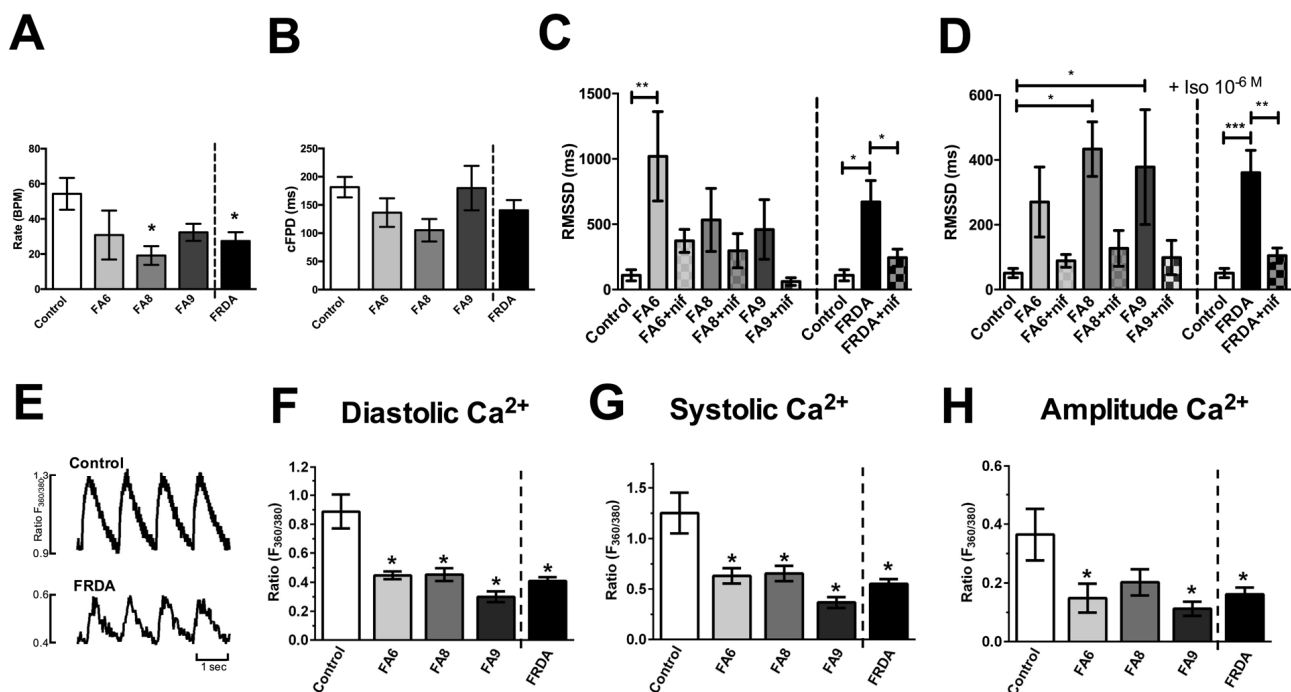 A
Rate (BPM)
80
60
40
20
0
Control
FA6
FA8
FA9
FRDA
*
*
B
cFPD (ms)
250
200
150
100
50
0
Control
FA6
FA8
FA9
FRDA
C
RMSSD (ms)
1500
1000
500
0
**
*
*
Control
FA6
FA6+nif
FA8
FA8+nif
FA9
FA9+nif
Control
FRDA
FRDA+nif
D
+ Iso 10⁻⁶ M
RMSSD (ms)
600
400
200
0
*
*
***
**
Control
FA6
FA6+nif
FA8
FA8+nif
FA9
FA9+nif
Control
FRDA
FRDA+nif
E
Control
1.3
Ratio F360/380
0.9
FRDA
0.6
0.4
1 sec
F
Diastolic Ca²⁺
Ratio (F360/380)
1.2
1.0
0.8
0.6
0.4
0.2
0.0
*
*
*
*
Control
FA6
FA8
FA9
FRDA
G
Systolic Ca²⁺
Ratio (F360/380)
1.5
1.0
0.5
0.0
*
*
*
*
Control
FA6
FA8
FA9
FRDA
H
Amplitude Ca²⁺
Ratio (F360/380)
0.6
0.4
0.2
0.0
*
*
*
Control
FA6
FA8
FA9
FRDA